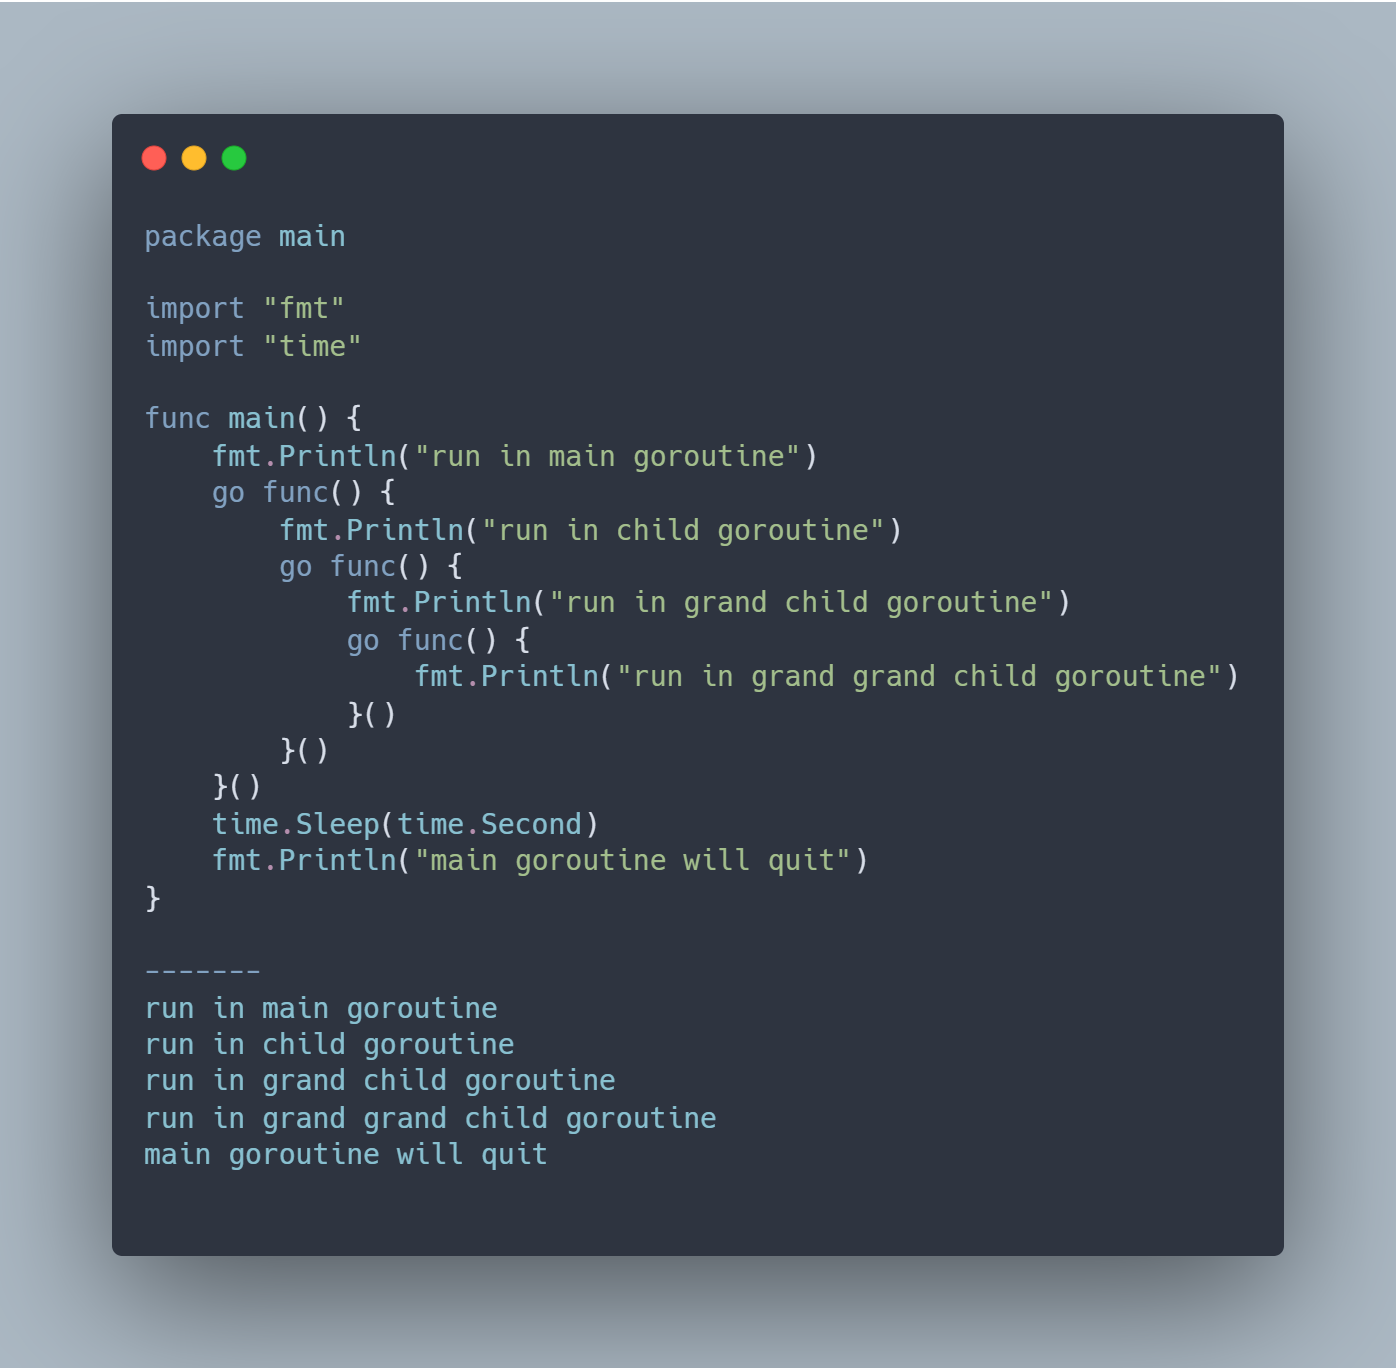 package main

import "fmt"
import "time"

func main() {
    fmt.Println("run in main goroutine")
    go func() {
        fmt.Println("run in child goroutine")
        go func() {
            fmt.Println("run in grand child goroutine")
            go func() {
                fmt.Println("run in grand grand child goroutine")
            }()
        }()
    }()
    time.Sleep(time.Second)
    fmt.Println("main goroutine will quit")
}

-------
run in main goroutine
run in child goroutine
run in grand child goroutine
run in grand grand child goroutine
main goroutine will quit